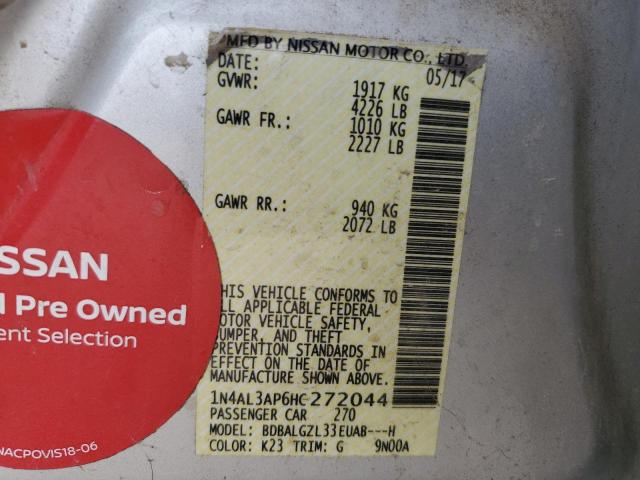 MFD BY NISSAN MOTOR CO., LTD.
DATE: 05/17
GVWR: 1917 KG
4226 LB
GAWR FR.: 1010 KG
2227 LB
GAWR RR.: 940 KG
2072 LB
THIS VEHICLE CONFORMS TO
ALL APPLICABLE FEDERAL
MOTOR VEHICLE SAFETY,
BUMPER, AND THEFT
PREVENTION STANDARDS IN
EFFECT ON THE DATE OF
MANUFACTURE SHOWN ABOVE.
1N4AL3AP6HC272044
PASSENGER CAR 270
MODEL: BDBALGZL33EUAB---H
COLOR: K23 TRIM: G 9N00A
ISSAN
Pre Owned
ent Selection
NACPOVIS18-06